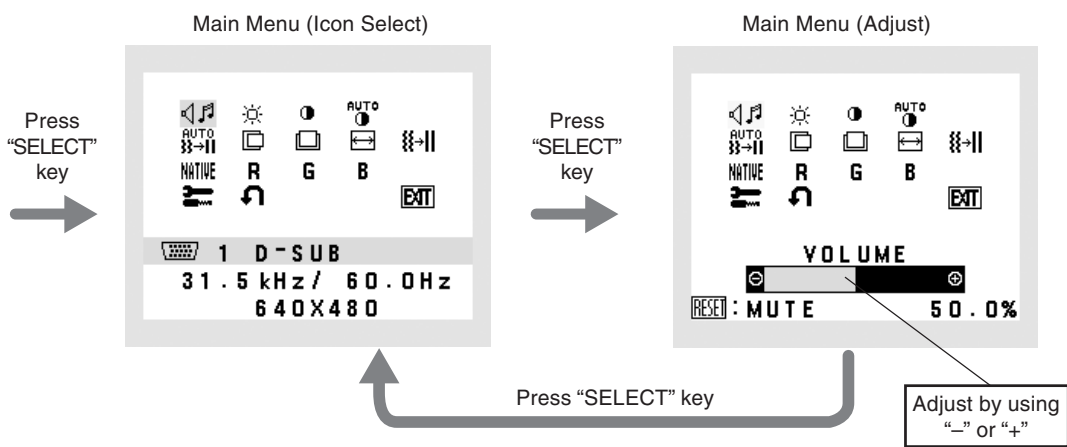 Main Menu (Icon Select)
Press
“SELECT”
key
AUTO
AUTO
NATIVE R G B
EXIT
1 D-SUB
31.5 kHz/ 60.0Hz
640X480
Press
“SELECT”
key
Main Menu (Adjust)
AUTO
AUTO
NATIVE R G B
EXIT
VOLUME
RESET: MUTE 50.0%
Press “SELECT” key
Adjust by using
“–” or “+”